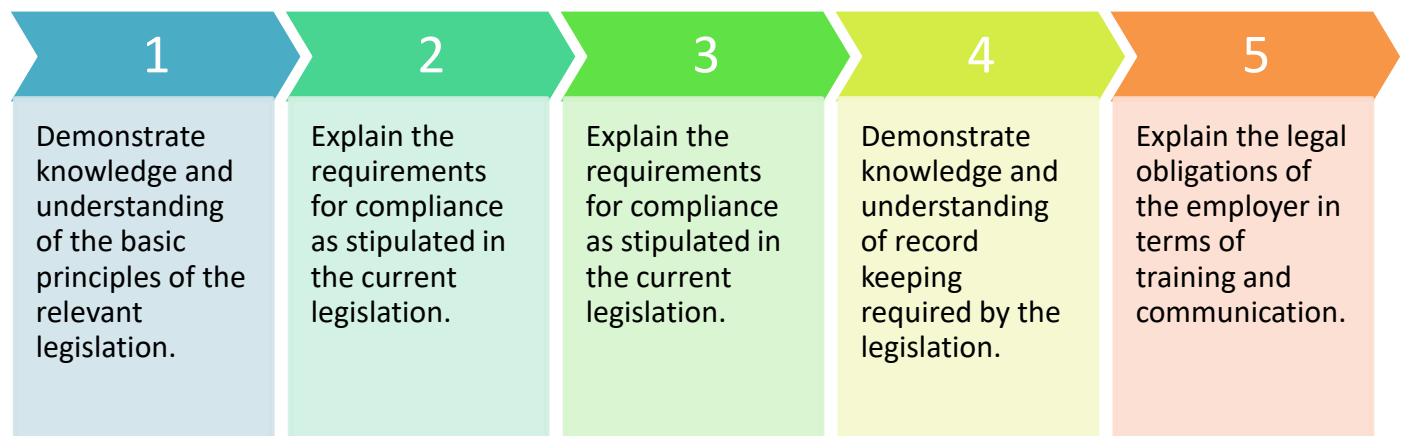 1
Demonstrate
knowledge and
understanding
of the basic
principles of the
relevant
legislation.
2
Explain the
requirements
for compliance
as stipulated in
the current
legislation.
3
Explain the
requirements
for compliance
as stipulated in
the current
legislation.
4
Demonstrate
knowledge and
understanding
of record
keeping
required by the
legislation.
5
Explain the legal
obligations of
the employer in
terms of
training and
communication.